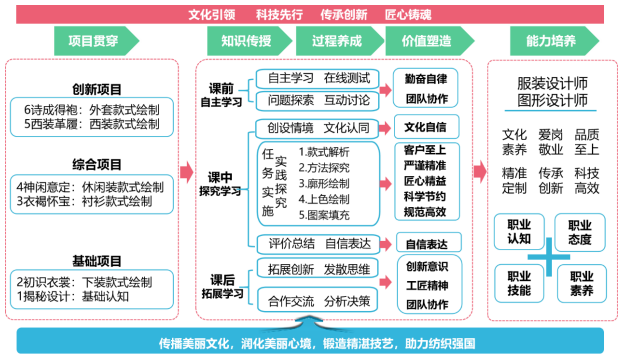 文化引领 科技先行 传承创新 匠心铸魂
项目贯穿 知识传授 过程养成 价值塑造 能力培养
创新项目
6诗成得袍：外套款式绘制
5西装革履：西装款式绘制
综合项目
4神闲意定：休闲装款式绘制
3衣褐怀宝：衬衫款式绘制
基础项目
2初识衣裳：下装款式绘制
1揭秘设计：基础认知
课前
自主学习
自主学习 在线测试
问题探索 互动讨论
勤奋自律
团队协作
课中
探究学习
创设情境 文化认同
文化自信
任务实施
实践探究
1.款式解析
2.方法探究
3.廓形绘制
4.上色绘制
5.图案填充
客户至上
严谨精准
匠心精益
科学节约
规范高效
评价总结 自信表达
自信表达
课后
拓展学习
拓展创新 发散思维
合作交流 分析决策
创新意识
工匠精神
团队协作
服装设计师
图形设计师
文化 爱岗 品质
素养 敬业 至上
精准 传承 科技
定制 创新 高效
职业
认知
职业
态度
职业
技能
职业
素养
传播美丽文化，润化美丽心境，锻造精湛技艺，助力纺织强国